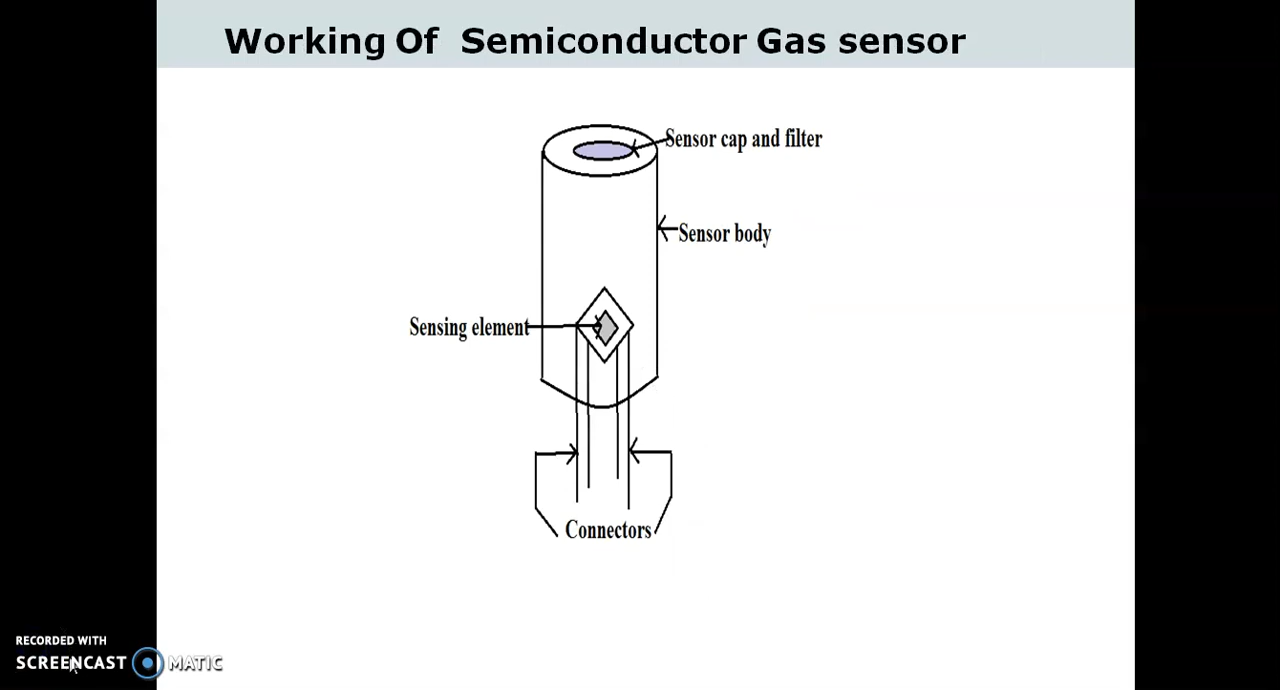 Working Of Semiconductor Gas sensor
Sensor cap and filter
Sensor body
Sensing element
Connectors
RECORDED WITH
SCREENCAST MATIC